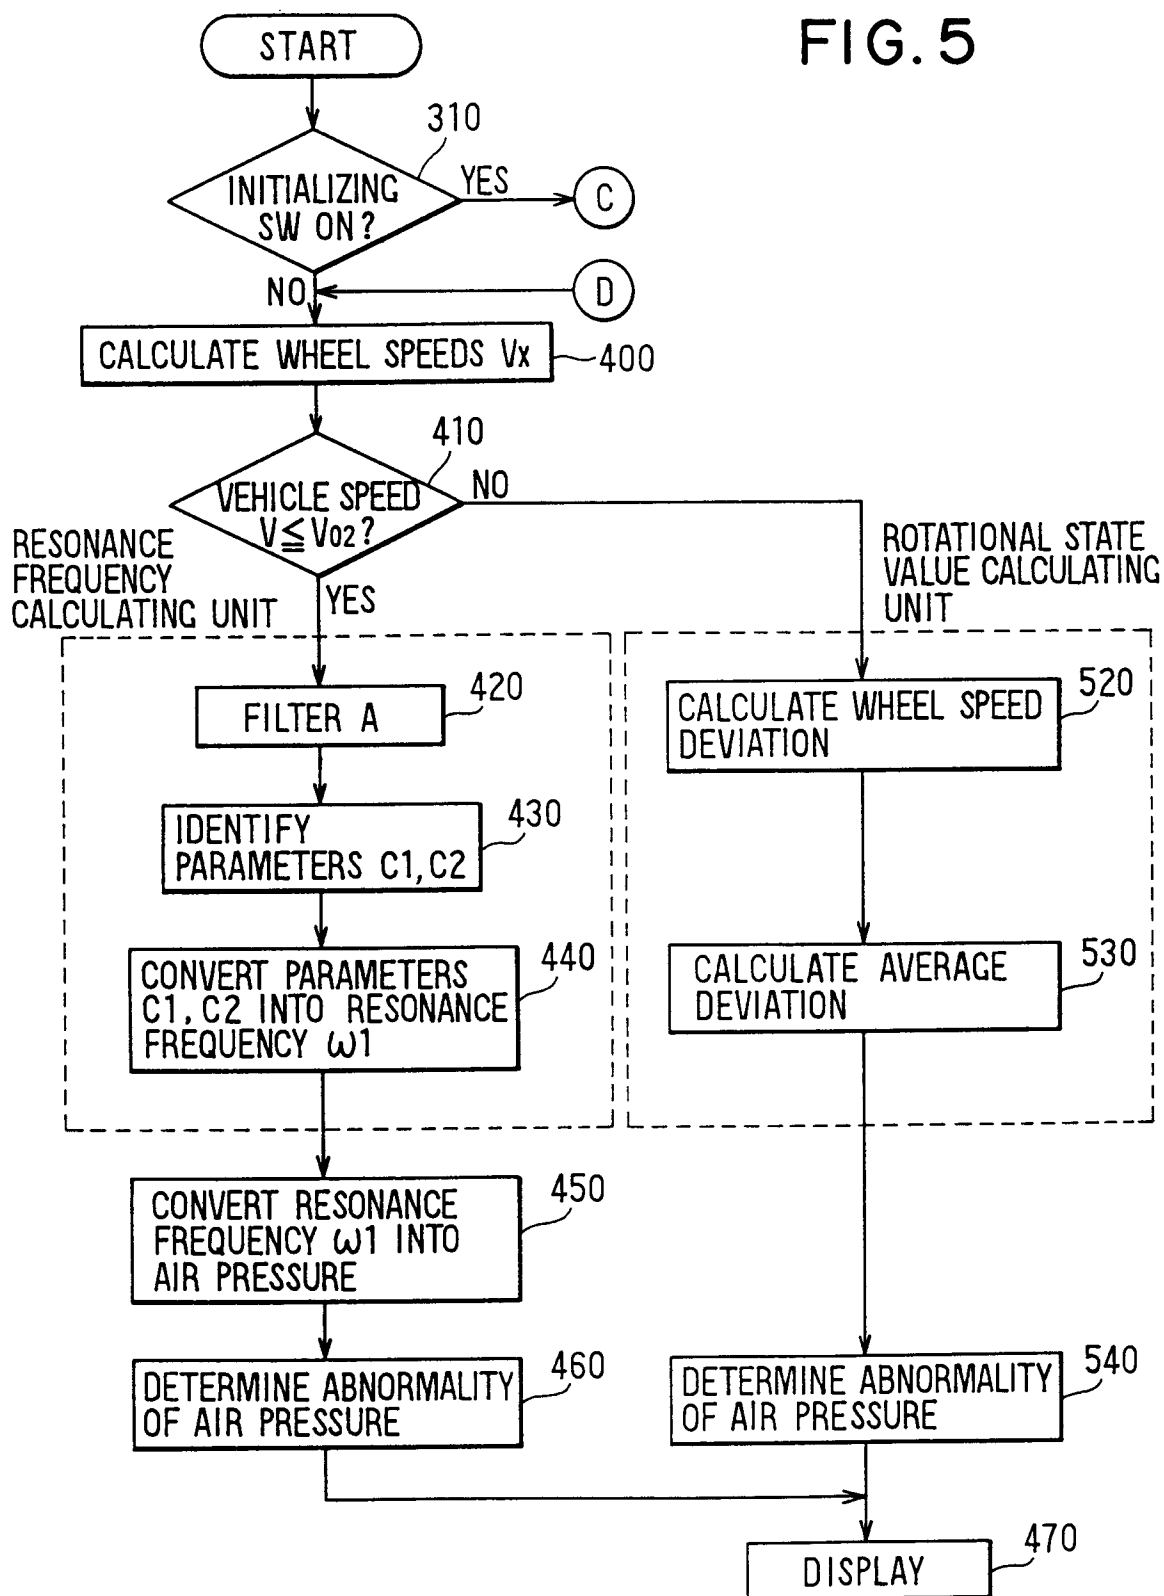 FIG. 5
START
310
INITIALIZING
SW ON?
YES
C
NO
D
CALCULATE WHEEL SPEEDS Vx
400
410
VEHICLE SPEED
V≦V02?
NO
YES
RESONANCE
FREQUENCY
CALCULATING UNIT
ROTATIONAL STATE
VALUE CALCULATING
UNIT
FILTER A
420
IDENTIFY
PARAMETERS C1, C2
430
CONVERT PARAMETERS
C1, C2 INTO RESONANCE
FREQUENCY ω1
440
CALCULATE WHEEL SPEED
DEVIATION
520
CALCULATE AVERAGE
DEVIATION
530
CONVERT RESONANCE
FREQUENCY ω1 INTO
AIR PRESSURE
450
DETERMINE ABNORMALITY
OF AIR PRESSURE
460
DETERMINE ABNORMALITY
OF AIR PRESSURE
540
DISPLAY
470